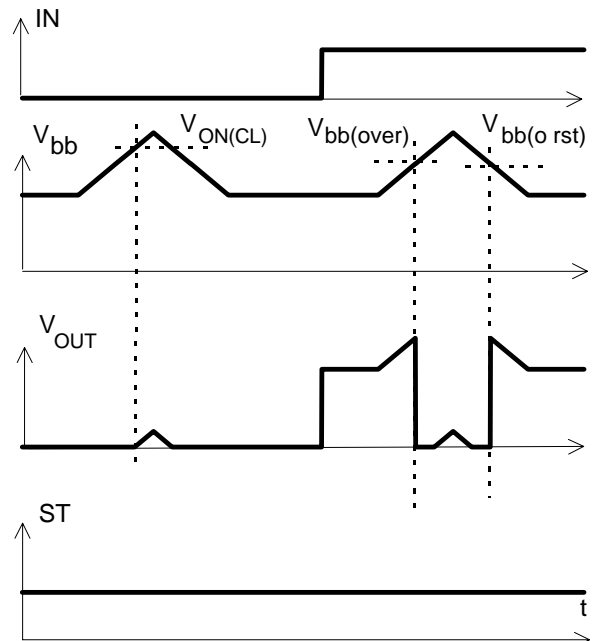 IN
V_bb
V_ON(CL)
V_bb(over)
V_bb(o rst)
V_OUT
ST
t